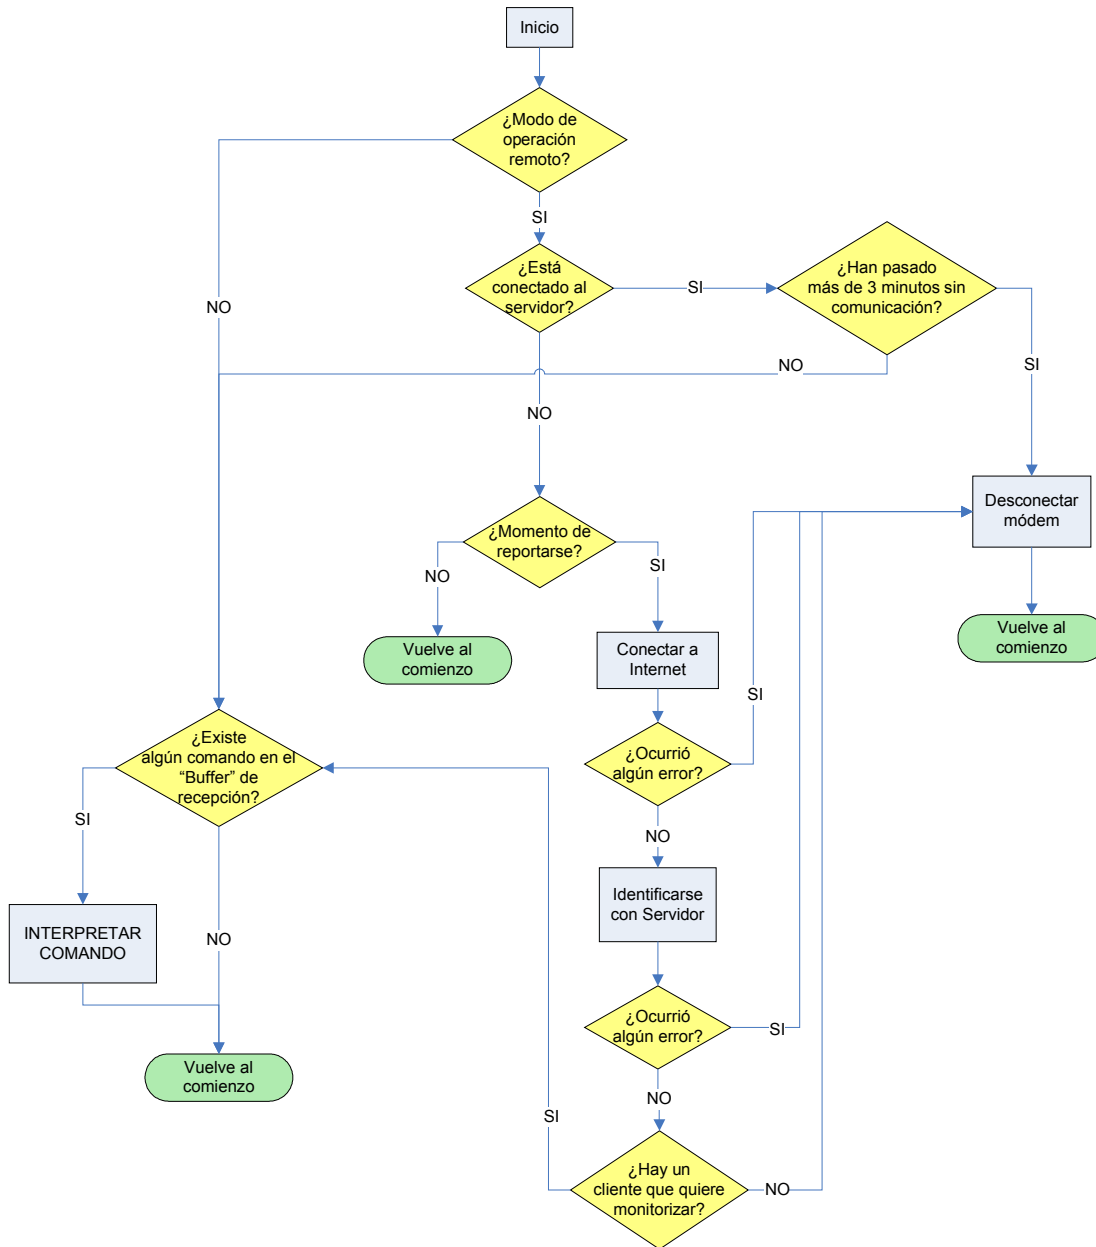 Inicio
¿Modo de
operación
remoto?
SI
NO
¿Está
conectado al
servidor?
SI
¿Han pasado
más de 3 minutos sin
comunicación?
NO
SI
NO
¿Momento de
reportarse?
NO
SI
Desconectar
módem
Vuelve al
comienzo
Conectar a
Internet
Vuelve al
comienzo
SI
¿Existe
algún comando en el
“Buffer” de
recepción?
¿Ocurrió
algún error?
SI
NO
INTERPRETAR
COMANDO
NO
Identificarse
con Servidor
¿Ocurrió
algún error?
SI
Vuelve al
comienzo
NO
SI
¿Hay un
cliente que quiere
monitorizar?
NO